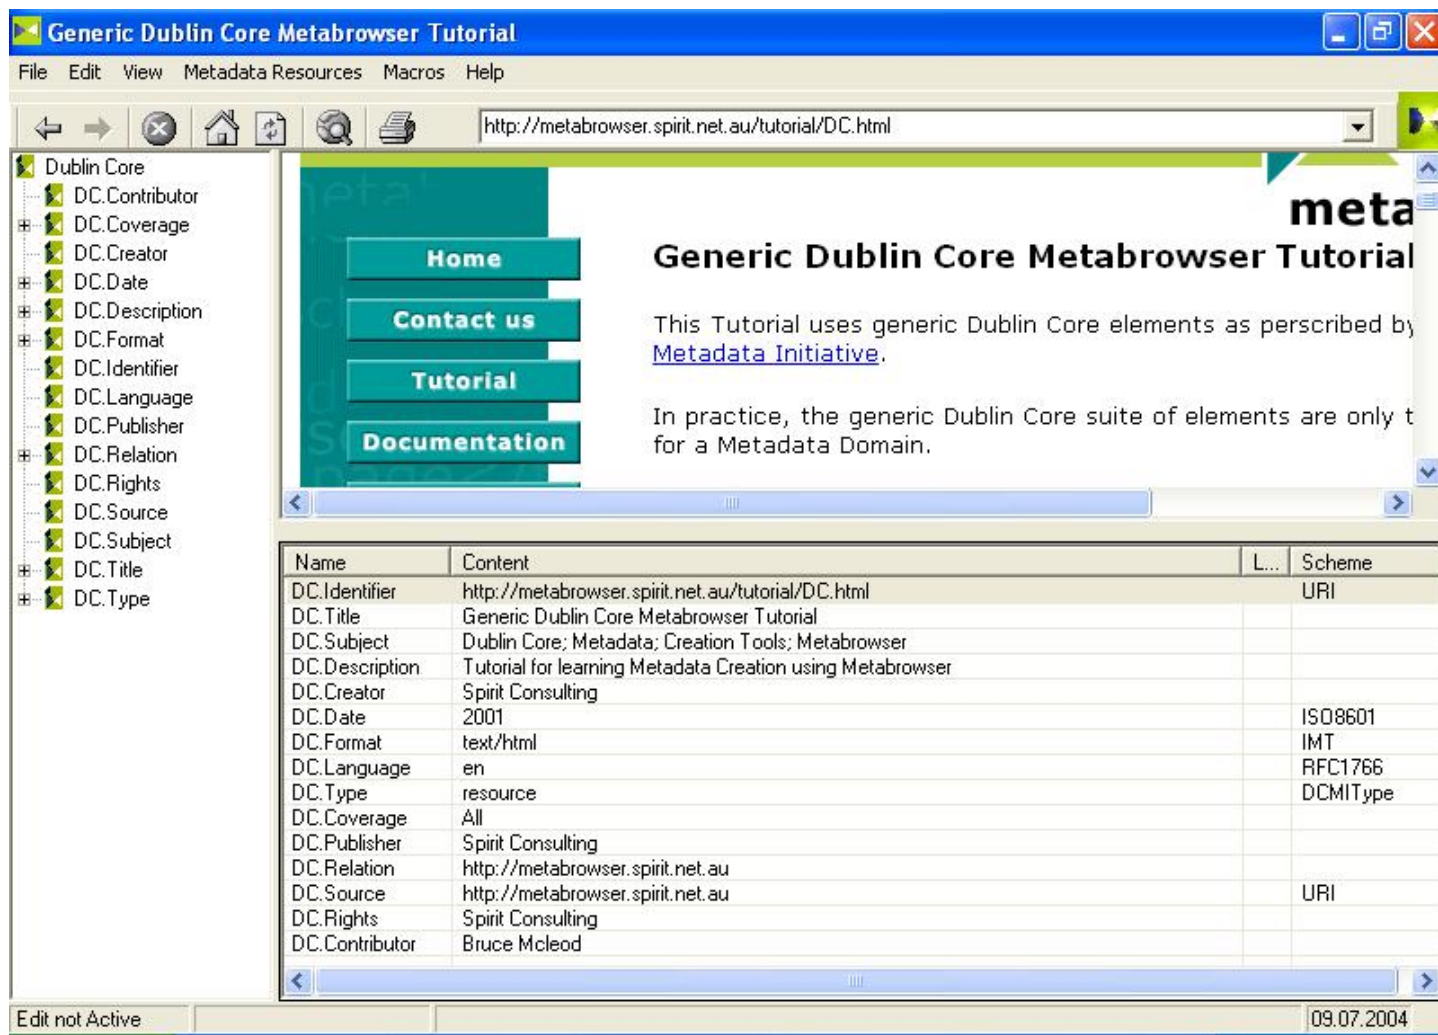 Generic Dublin Core Metabrowser Tutorial
File Edit View Metadata Resources Macros Help
http://metabrowser.spirit.net.au/tutorial/DC.html
Dublin Core
DC.Contributor
DC.Coverage
DC.Creator
DC.Date
DC.Description
DC.Format
DC.Identifier
DC.Language
DC.Publisher
DC.Relation
DC.Rights
DC.Source
DC.Subject
DC.Title
DC.Type
Home
Contact us
Tutorial
Documentation
meta
Generic Dublin Core Metabrowser Tutorial
This Tutorial uses generic Dublin Core elements as perscribed by
Metadata Initiative.
In practice, the generic Dublin Core suite of elements are only t
for a Metadata Domain.
Name Content L... Scheme
DC.Identifier http://metabrowser.spirit.net.au/tutorial/DC.html URI
DC.Title Generic Dublin Core Metabrowser Tutorial
DC.Subject Dublin Core; Metadata; Creation Tools; Metabrowser
DC.Description Tutorial for learning Metadata Creation using Metabrowser
DC.Creator Spirit Consulting
DC.Date 2001 ISO8601
DC.Format text/html IMT
DC.Language en RFC1766
DC.Type resource DCMIType
DC.Coverage All
DC.Publisher Spirit Consulting
DC.Relation http://metabrowser.spirit.net.au
DC.Source http://metabrowser.spirit.net.au URI
DC.Rights Spirit Consulting
DC.Contributor Bruce Mcleod
Edit not Active 09.07.2004